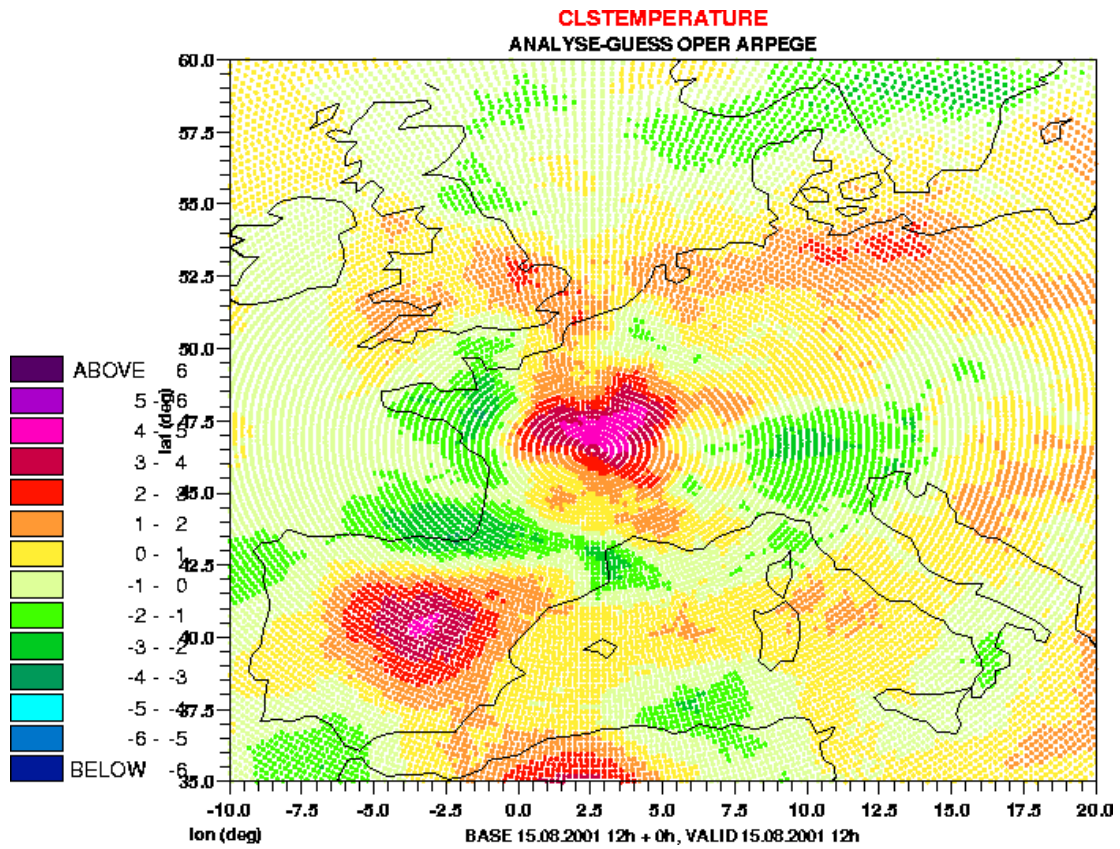 CLSTEMPERATURE
ANALYSE-GUESS OPER ARPEGE
60.0
57.5
55.0
52.5
50.0
47.5
45.0
42.5
40.0
37.5
35.0
lat (deg)
ABOVE 6
5 - 6
4 - 5
3 - 4
2 - 3
1 - 2
0 - 1
-1 - 0
-2 - -1
-3 - -2
-4 - -3
-5 - -4
-6 - -5
BELOW -6
-10.0 -7.5 -5.0 -2.5 0.0 2.5 5.0 7.5 10.0 12.5 15.0 17.5 20.0
lon (deg)
BASE 15.08.2001 12h + 0h, VALID 15.08.2001 12h